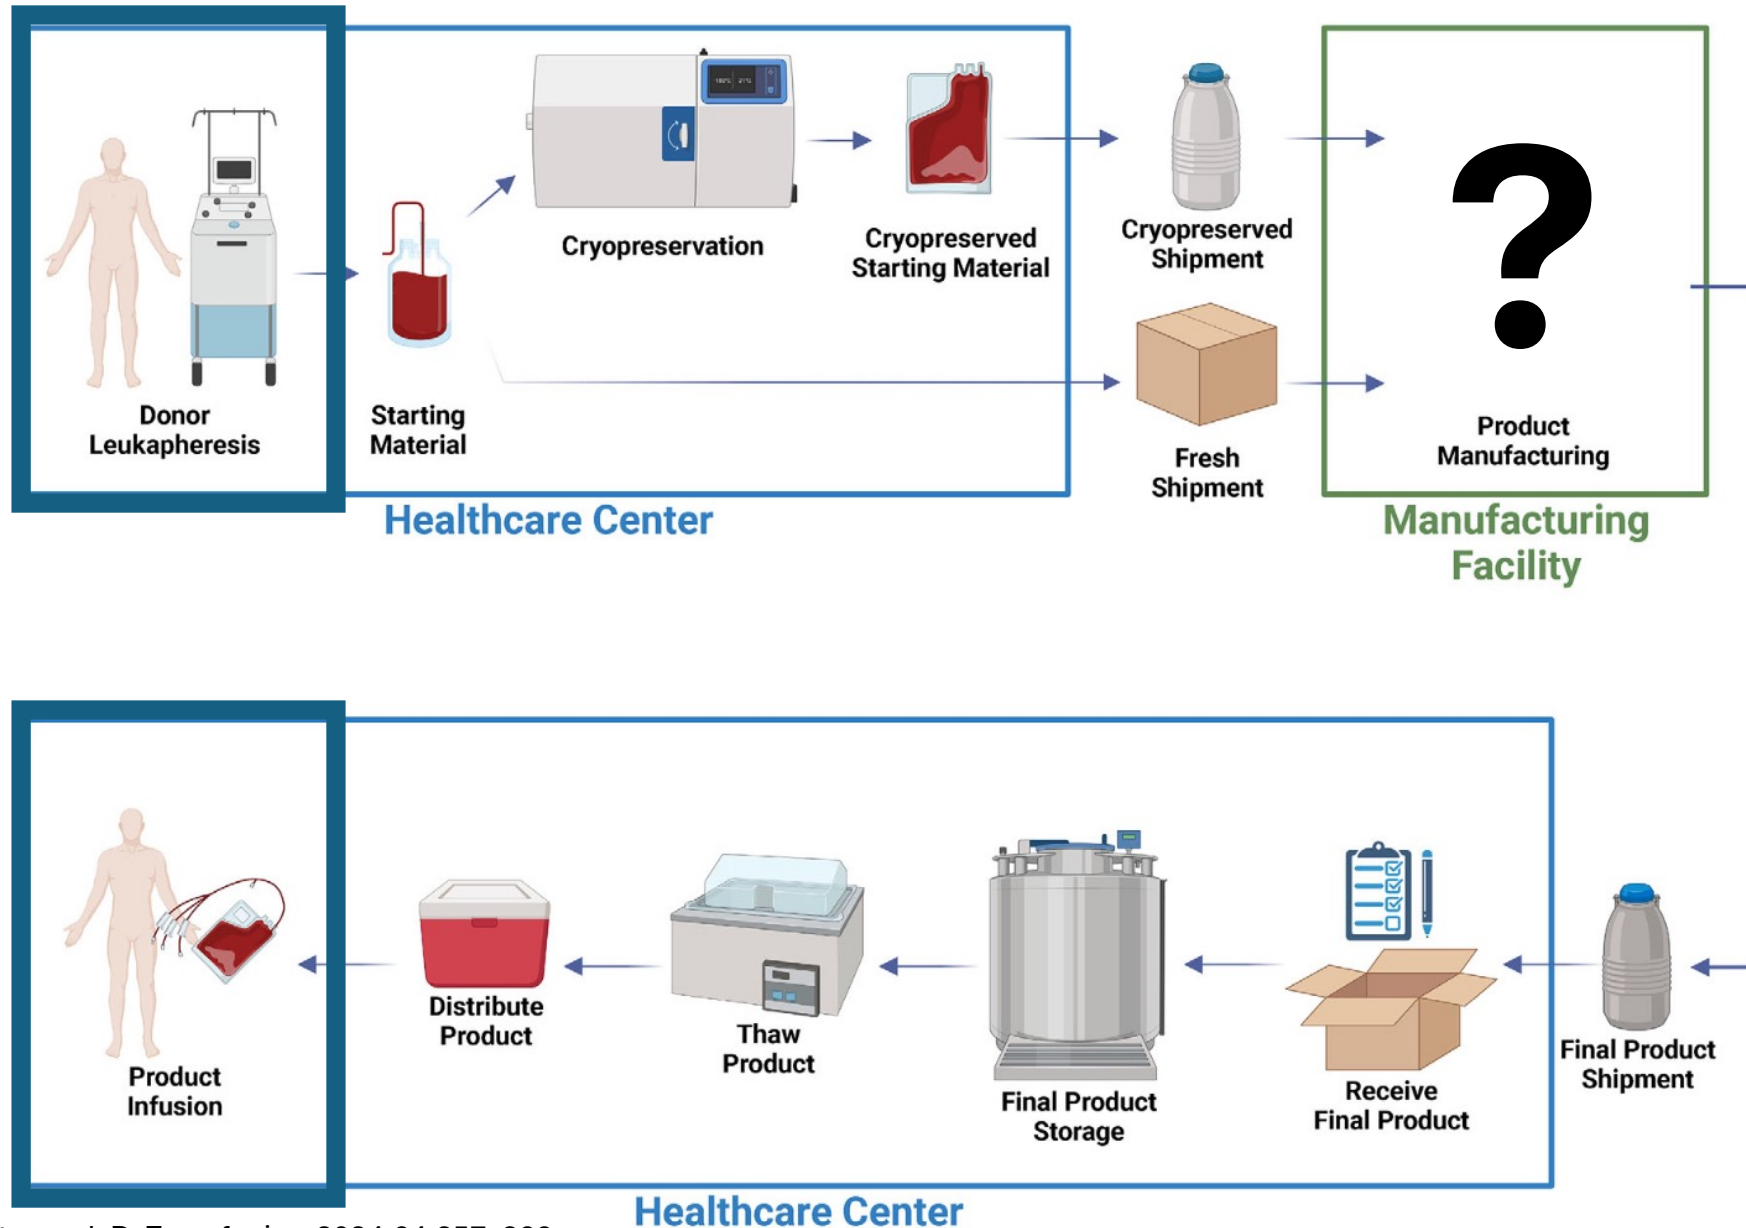 Cryopreservation
Cryopreserved
Starting Material
Cryopreserved
Shipment
?
Donor
Leukapheresis
Starting
Material
Fresh
Shipment
Product
Manufacturing
Healthcare Center
Manufacturing
Facility
Product
Infusion
Distribute
Product
Thaw
Product
Final Product
Storage
Receive
Final Product
Final Product
Shipment
Healthcare Center